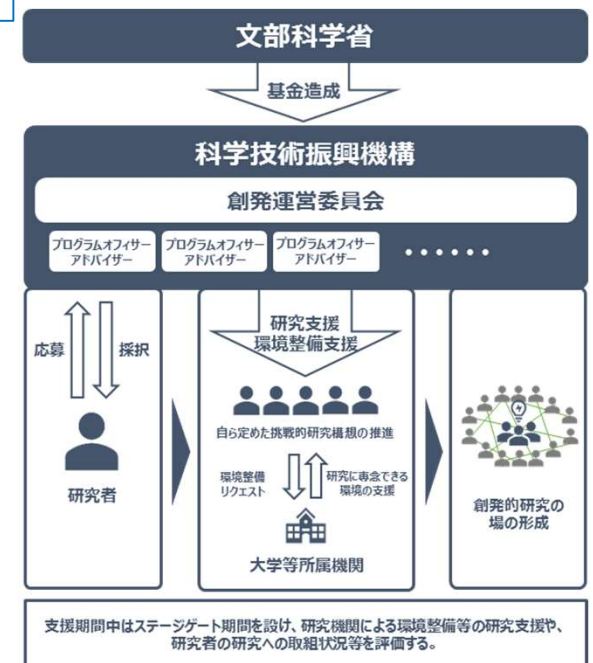 文部科学省
基金造成
科学技術振興機構
創発運営委員会
プログラムオフィサー
アドバイザー
プログラムオフィサー
アドバイザー
プログラムオフィサー
アドバイザー
・・・・・・
応募
採択
研究者
研究支援
環境整備支援
自ら定めた挑戦的研究構想の推進
環境整備
リクエスト
研究に専念できる
環境の支援
大学等所属機関
創発的研究の
場の形成
支援期間中はステージゲート期間を設け、研究機関による環境整備等の研究支援や、
研究者の研究への取組状況等を評価する。